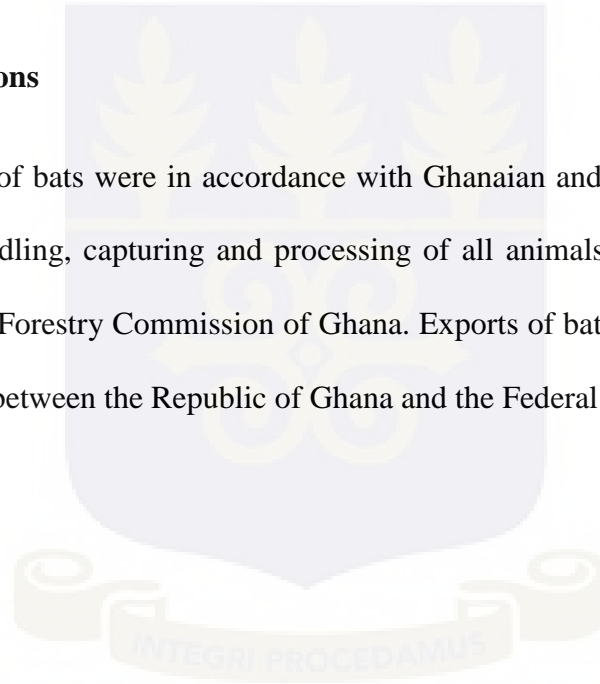 ons
of bats were in accordance with Ghanaian and
dling, capturing and processing of all animals
Forestry Commission of Ghana. Exports of bat
between the Republic of Ghana and the Federal
INTEGRI PROCEDAMUS